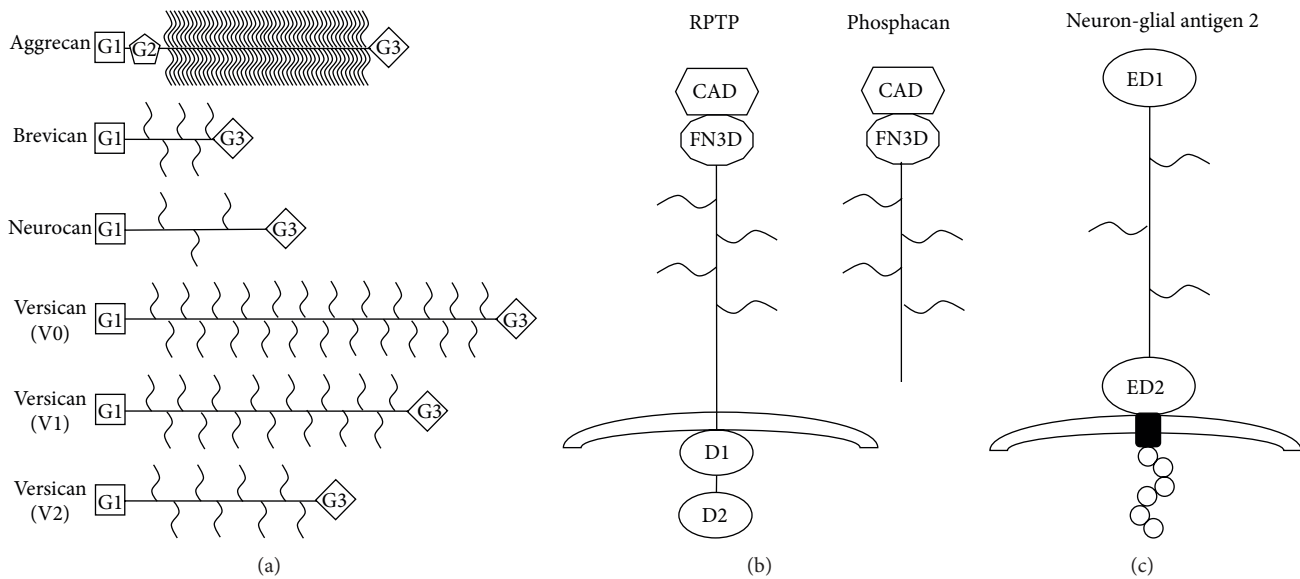 Aggrecan G1 G2 G3
Brevican G1 G3
Neurocan G1 G3
Versican
(V0) G1 G3
Versican
(V1) G1 G3
Versican
(V2) G1 G3
(a)
RPTP Phosphacan
CAD CAD
FN3D FN3D
D1
D2
(b)
Neuron-glial antigen 2
ED1
ED2
(c)